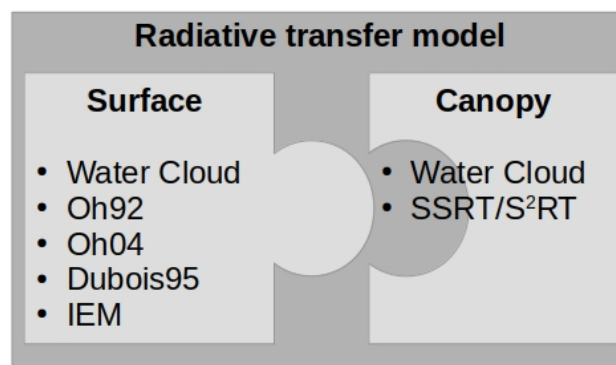 Radiative transfer model
Surface
• Water Cloud
• Oh92
• Oh04
• Dubois95
• IEM
Canopy
• Water Cloud
• SSRT/S²RT